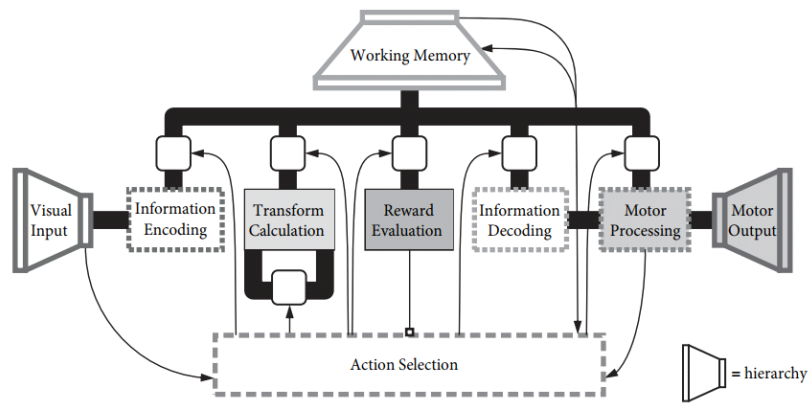 Working Memory
Visual
Input
Information
Encoding
Transform
Calculation
Reward
Evaluation
Information
Decoding
Motor
Processing
Motor
Output
Action Selection
= hierarchy